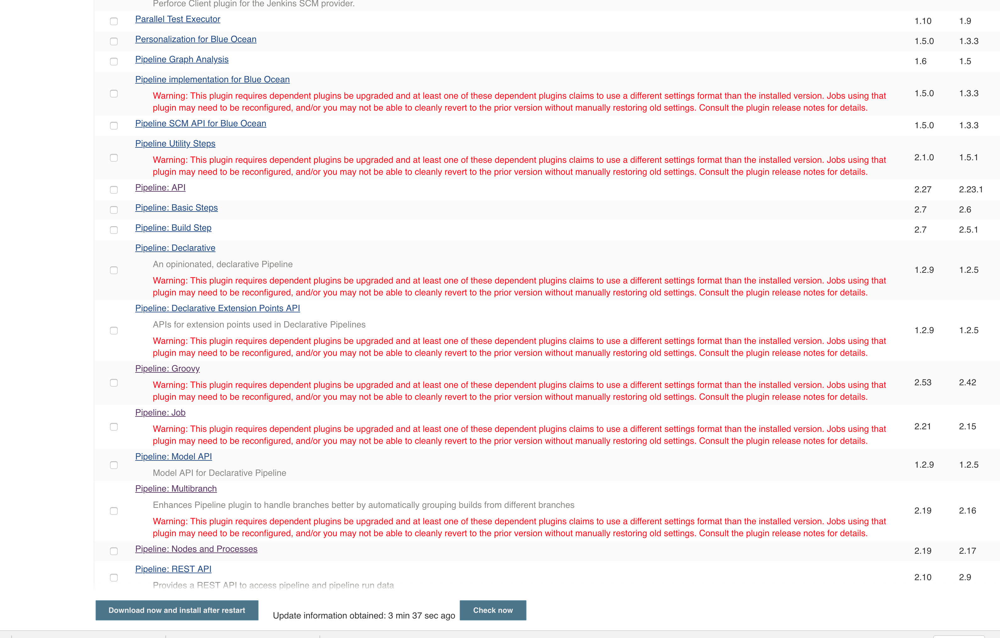 Perforce Client plugin for the Jenkins SCM provider.
Parallel Test Executor 1.10 1.9
Personalization for Blue Ocean 1.5.0 1.3.3
Pipeline Graph Analysis 1.6 1.5
Pipeline implementation for Blue Ocean
Warning: This plugin requires dependent plugins be upgraded and at least one of these dependent plugins claims to use a different settings format than the installed version. Jobs using that 1.5.0 1.3.3
plugin may need to be reconfigured, and/or you may not be able to cleanly revert to the prior version without manually restoring old settings. Consult the plugin release notes for details.
Pipeline SCM API for Blue Ocean 1.5.0 1.3.3
Pipeline Utility Steps
Warning: This plugin requires dependent plugins be upgraded and at least one of these dependent plugins claims to use a different settings format than the installed version. Jobs using that 2.1.0 1.5.1
plugin may need to be reconfigured, and/or you may not be able to cleanly revert to the prior version without manually restoring old settings. Consult the plugin release notes for details.
Pipeline: API 2.27 2.23.1
Pipeline: Basic Steps 2.7 2.6
Pipeline: Build Step 2.7 2.5.1
Pipeline: Declarative
An opinionated, declarative Pipeline 1.2.9 1.2.5
Warning: This plugin requires dependent plugins be upgraded and at least one of these dependent plugins claims to use a different settings format than the installed version. Jobs using that
plugin may need to be reconfigured, and/or you may not be able to cleanly revert to the prior version without manually restoring old settings. Consult the plugin release notes for details.
Pipeline: Declarative Extension Points API
APIs for extension points used in Declarative Pipelines 1.2.9 1.2.5
Warning: This plugin requires dependent plugins be upgraded and at least one of these dependent plugins claims to use a different settings format than the installed version. Jobs using that
plugin may need to be reconfigured, and/or you may not be able to cleanly revert to the prior version without manually restoring old settings. Consult the plugin release notes for details.
Pipeline: Groovy
Warning: This plugin requires dependent plugins be upgraded and at least one of these dependent plugins claims to use a different settings format than the installed version. Jobs using that 2.53 2.42
plugin may need to be reconfigured, and/or you may not be able to cleanly revert to the prior version without manually restoring old settings. Consult the plugin release notes for details.
Pipeline: Job
Warning: This plugin requires dependent plugins be upgraded and at least one of these dependent plugins claims to use a different settings format than the installed version. Jobs using that 2.21 2.15
plugin may need to be reconfigured, and/or you may not be able to cleanly revert to the prior version without manually restoring old settings. Consult the plugin release notes for details.
Pipeline: Model API 1.2.9 1.2.5
Model API for Declarative Pipeline
Pipeline: Multibranch
Enhances Pipeline plugin to handle branches better by automatically grouping builds from different branches 2.19 2.16
Warning: This plugin requires dependent plugins be upgraded and at least one of these dependent plugins claims to use a different settings format than the installed version. Jobs using that
plugin may need to be reconfigured, and/or you may not be able to cleanly revert to the prior version without manually restoring old settings. Consult the plugin release notes for details.
Pipeline: Nodes and Processes 2.19 2.17
Pipeline: REST API 2.10 2.9
Provides a REST API to access pipeline and pipeline run data
Download now and install after restart Update information obtained: 3 min 37 sec ago Check now